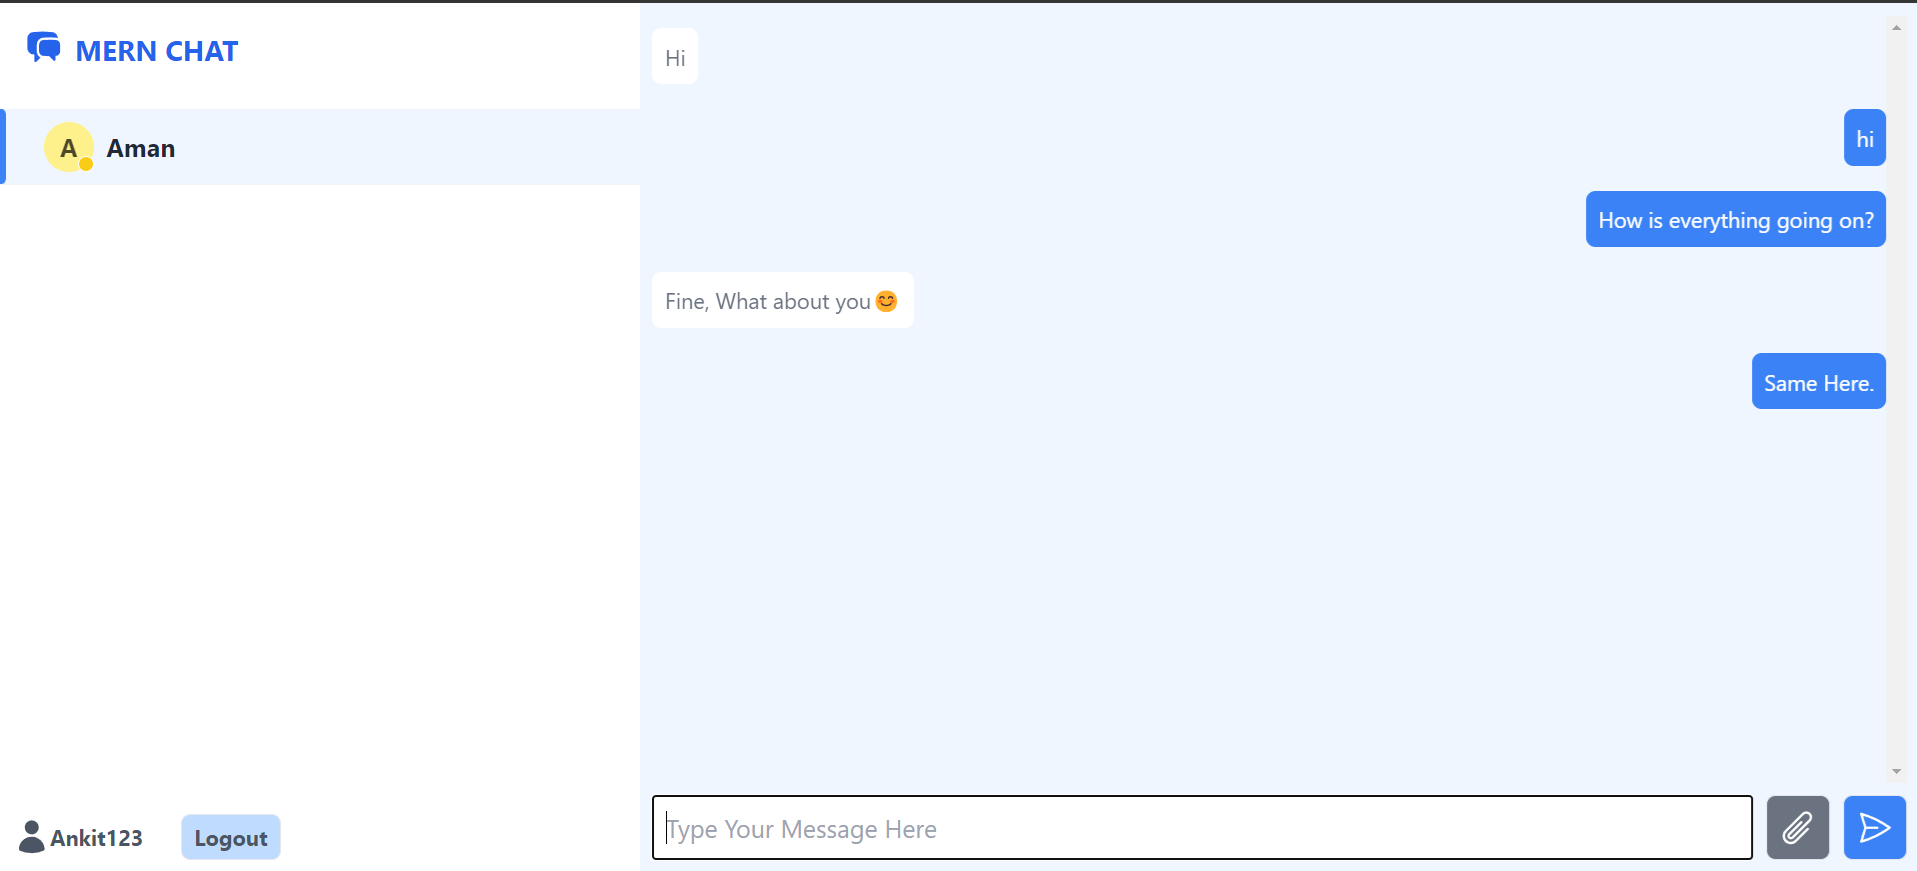 MERN CHAT
A
Aman
Ankit123
Logout
Hi
hi
How is everything going on?
Fine, What about you😊
Same Here.
Type Your Message Here